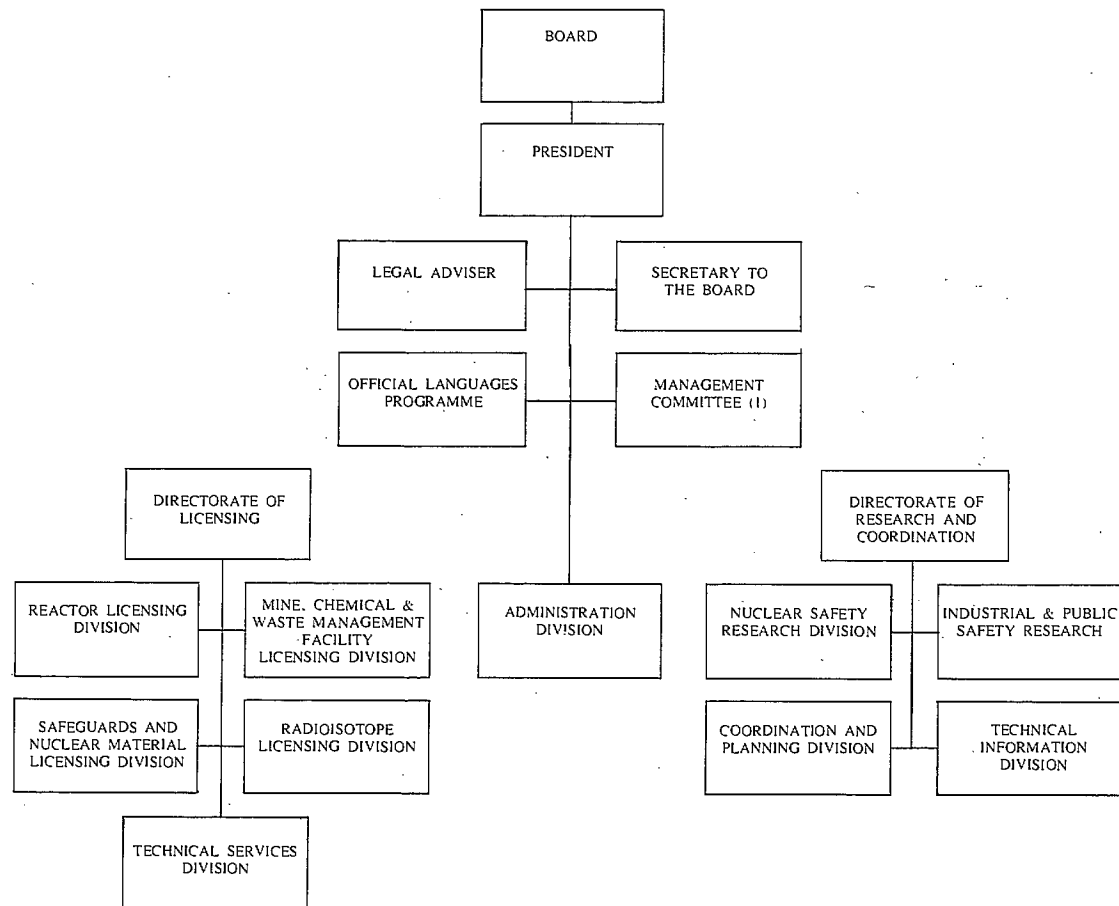 BOARD
PRESIDENT
LEGAL ADVISER
SECRETARY TO
THE BOARD
OFFICIAL LANGUAGES
PROGRAMME
MANAGEMENT
COMMITTEE (1)
DIRECTORATE OF
LICENSING
DIRECTORATE OF
RESEARCH AND
COORDINATION
REACTOR LICENSING
DIVISION
MINE, CHEMICAL &
WASTE MANAGEMENT
FACILITY
LICENSING DIVISION
ADMINISTRATION
DIVISION
NUCLEAR SAFETY
RESEARCH DIVISION
INDUSTRIAL & PUBLIC
SAFETY RESEARCH
SAFEGUARDS AND
NUCLEAR MATERIAL
LICENSING DIVISION
RADIOISOTOPE
LICENSING DIVISION
COORDINATION AND
PLANNING DIVISION
TECHNICAL
INFORMATION
DIVISION
TECHNICAL SERVICES
DIVISION